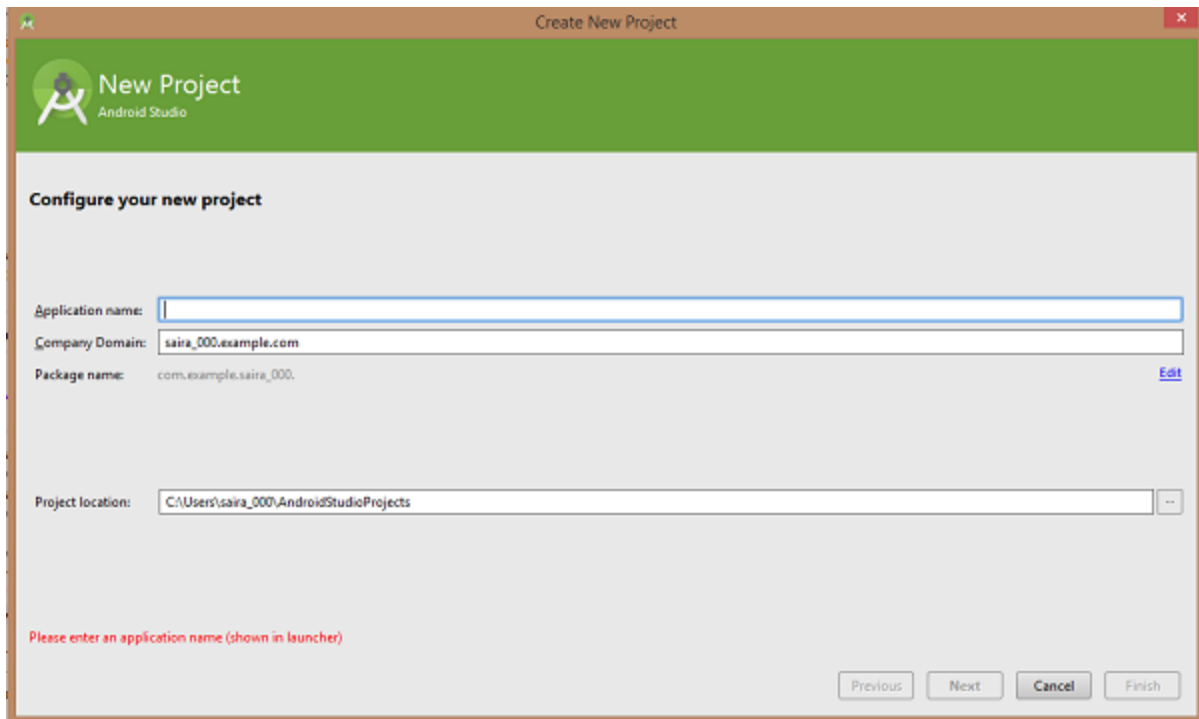 Create New Project
New Project
Android Studio
Configure your new project
Application name:
Company Domain: saira_000.example.com
Package name: com.example.saira_000. Edit
Project location: C:\Users\saira_000\AndroidStudioProjects ...
Please enter an application name (shown in launcher)
Previous Next Cancel Finish